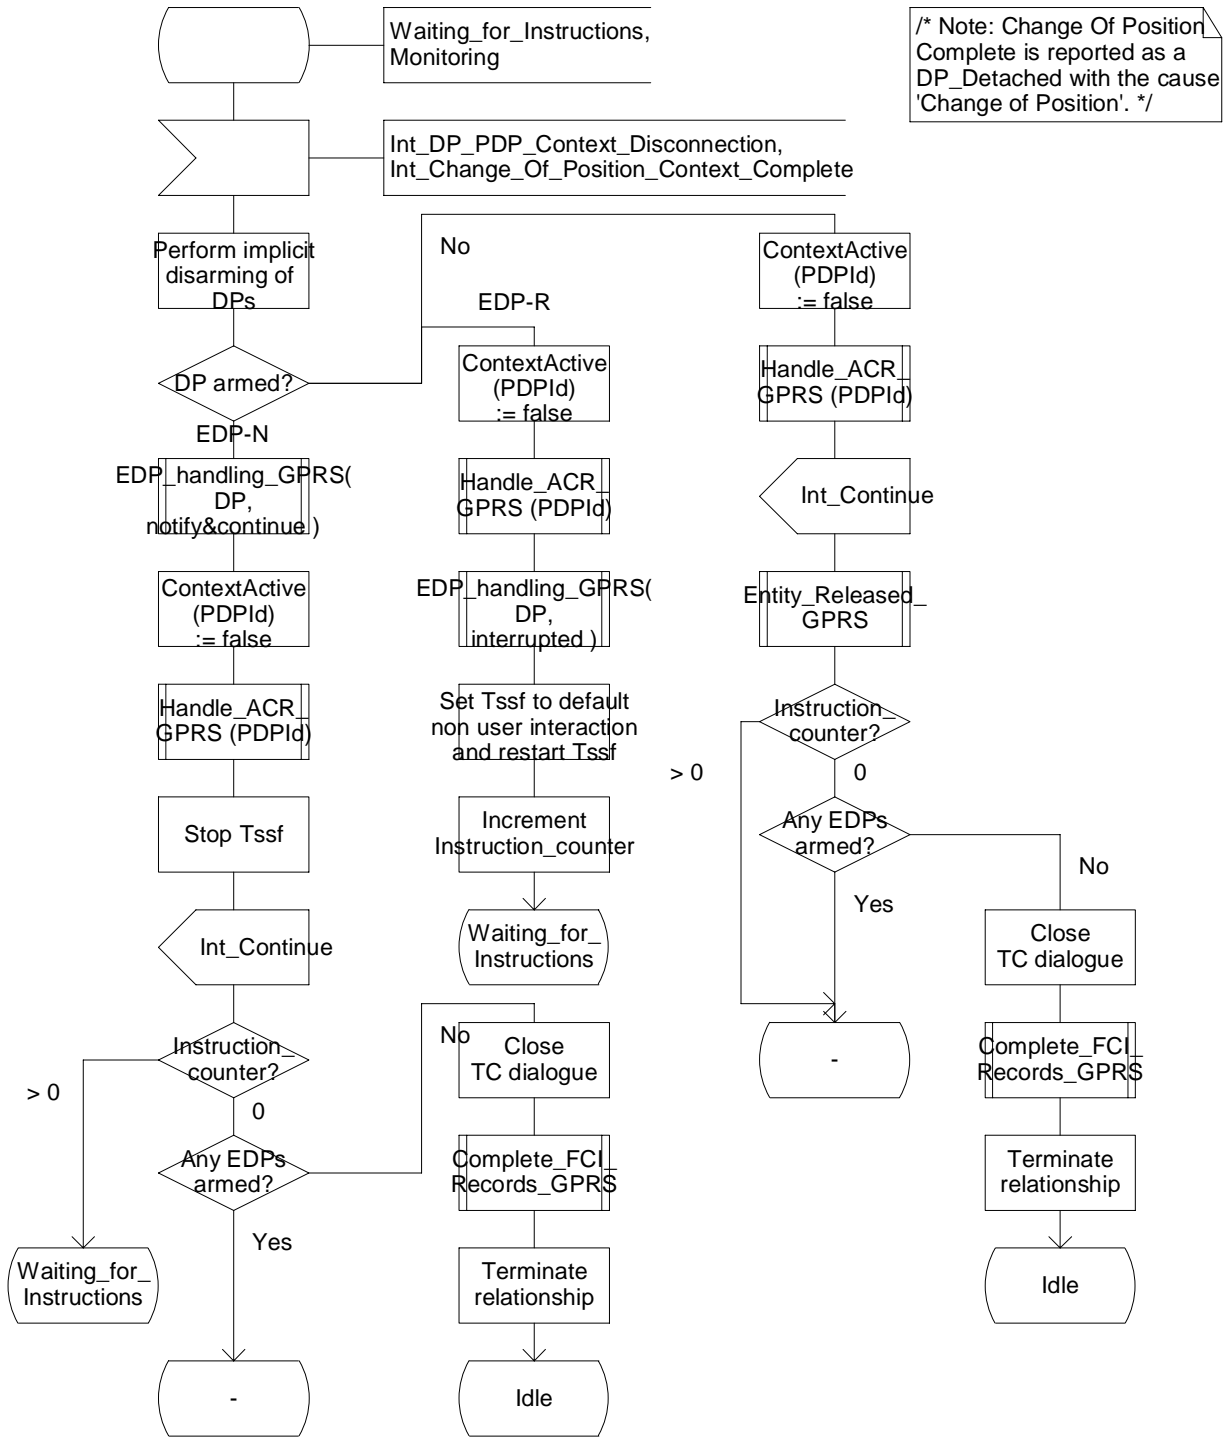 Waiting_for_Instructions,
Monitoring
/* Note: Change Of Position
Complete is reported as a
DP_Detached with the cause
'Change of Position'. */
Int_DP_PDP_Context_Disconnection,
Int_Change_Of_Position_Context_Complete
Perform implicit
disarming of
DPs
No
ContextActive
(PDPId)
:= false
EDP-R
DP armed?
ContextActive
(PDPId)
:= false
Handle_ACR_
GPRS (PDPId)
EDP-N
EDP_handling_GPRS(
DP,
notify&continue )
Handle_ACR_
GPRS (PDPId)
Int_Continue
ContextActive
(PDPId)
:= false
EDP_handling_GPRS(
DP,
interrupted )
Entity_Released_
GPRS
Handle_ACR_
GPRS (PDPId)
Set Tssf to default
non user interaction
and restart Tssf
Instruction_
counter?
> 0
0
Stop Tssf
Increment
Instruction_counter
Any EDPs
armed?
No
Yes
Int_Continue
Waiting_for_
Instructions
Close
TC dialogue
Instruction_
counter?
> 0
0
No
Close
TC dialogue
-
Complete_FCI_
Records_GPRS
Any EDPs
armed?
Yes
Complete_FCI_
Records_GPRS
Terminate
relationship
Waiting_for_
Instructions
Terminate
relationship
Idle
-
Idle